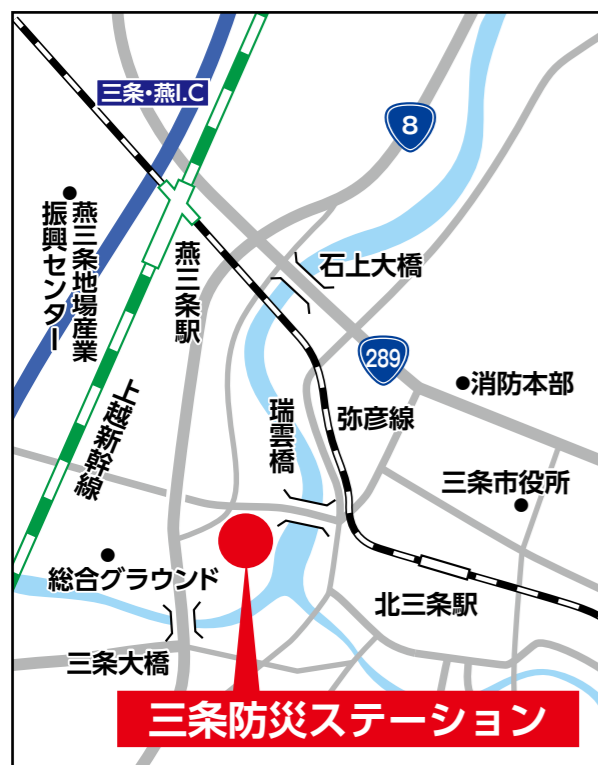 三条・燕I.C
8
燕三条地場産業
振興センター
燕三条駅
石上大橋
289
消防本部
上越新幹線
瑞雲橋
弥彦線
三条市役所
総合グラウンド
北三条駅
三条大橋
三条防災ステーション